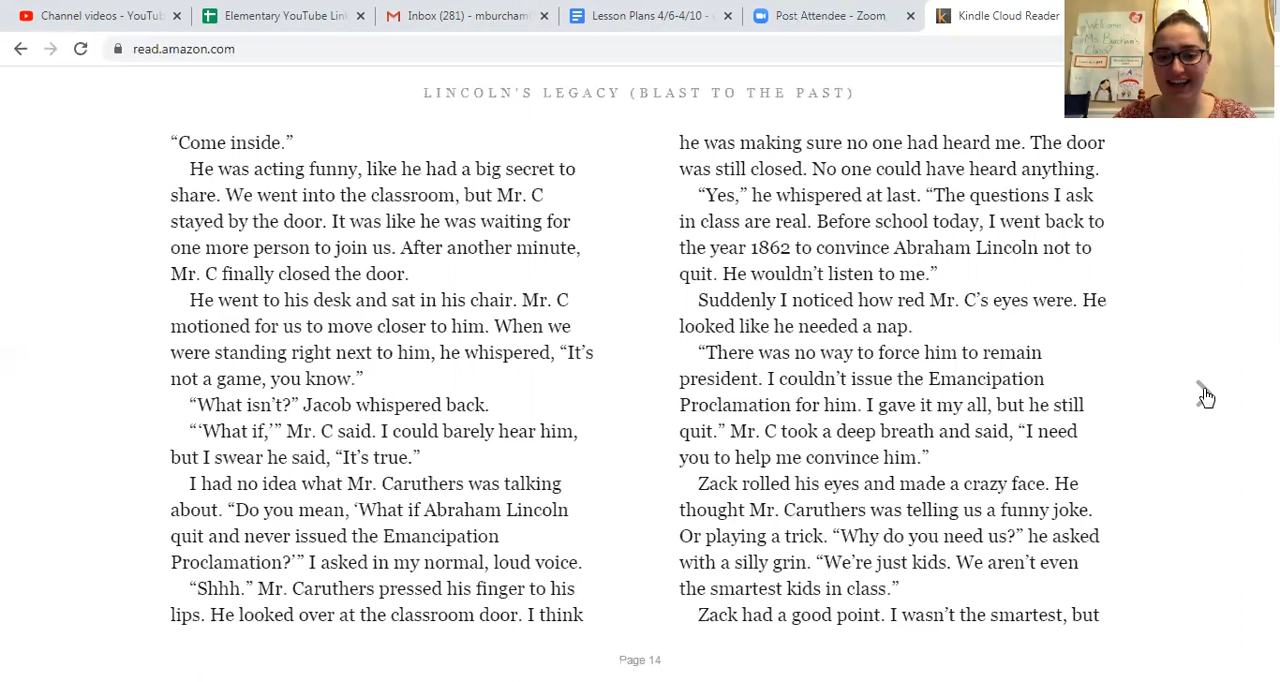 Channel videos - YouTu
Elementary YouTube Lin
Inbox (281) - mburcham
Lesson Plans 4/6-4/10 -
Post Attendee - Zoom
Kindle Cloud Reader
read.amazon.com
Welcome
Ms. Burcham's
Class!
LINCOLN'S LEGACY (BLAST TO THE PAST)
“Come inside.”
He was acting funny, like he had a big secret to
share. We went into the classroom, but Mr. C
stayed by the door. It was like he was waiting for
one more person to join us. After another minute,
Mr. C finally closed the door.
He went to his desk and sat in his chair. Mr. C
motioned for us to move closer to him. When we
were standing right next to him, he whispered, “It’s
not a game, you know.”
“What isn’t?” Jacob whispered back.
“‘What if,’” Mr. C said. I could barely hear him,
but I swear he said, “It’s true.”
I had no idea what Mr. Caruthers was talking
about. “Do you mean, ‘What if Abraham Lincoln
quit and never issued the Emancipation
Proclamation?’” I asked in my normal, loud voice.
“Shhh.” Mr. Caruthers pressed his finger to his
lips. He looked over at the classroom door. I think
he was making sure no one had heard me. The door
was still closed. No one could have heard anything.
“Yes,” he whispered at last. “The questions I ask
in class are real. Before school today, I went back to
the year 1862 to convince Abraham Lincoln not to
quit. He wouldn’t listen to me.”
Suddenly I noticed how red Mr. C’s eyes were. He
looked like he needed a nap.
“There was no way to force him to remain
president. I couldn’t issue the Emancipation
Proclamation for him. I gave it my all, but he still
quit.” Mr. C took a deep breath and said, “I need
you to help me convince him.”
Zack rolled his eyes and made a crazy face. He
thought Mr. Caruthers was telling us a funny joke.
Or playing a trick. “Why do you need us?” he asked
with a silly grin. “We’re just kids. We aren’t even
the smartest kids in class.”
Zack had a good point. I wasn’t the smartest, but
Page 14